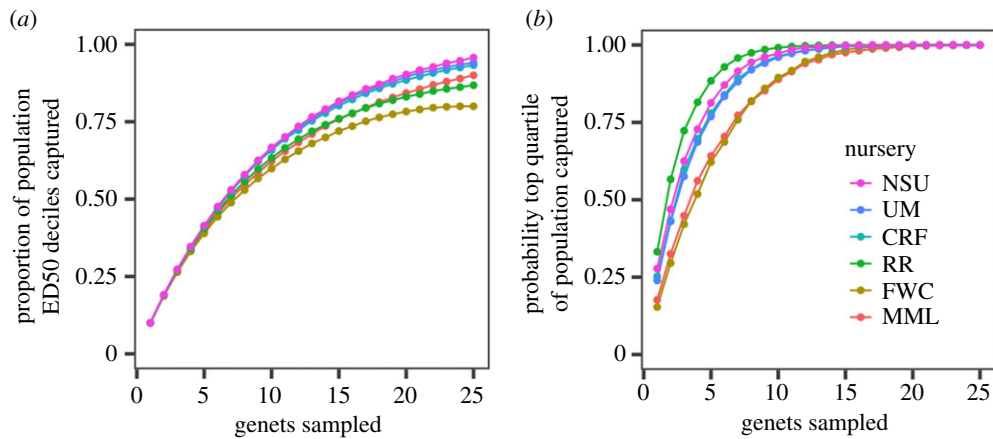 (a)
(b)
proportion of population
ED50 deciles captured
1.00
0.75
0.50
0.25
0
0 5 10 15 20 25
genets sampled
probability top quartile
of population captured
1.00
0.75
0.50
0.25
0
0 5 10 15 20 25
genets sampled
nursery
NSU
UM
CRF
RR
FWC
MML